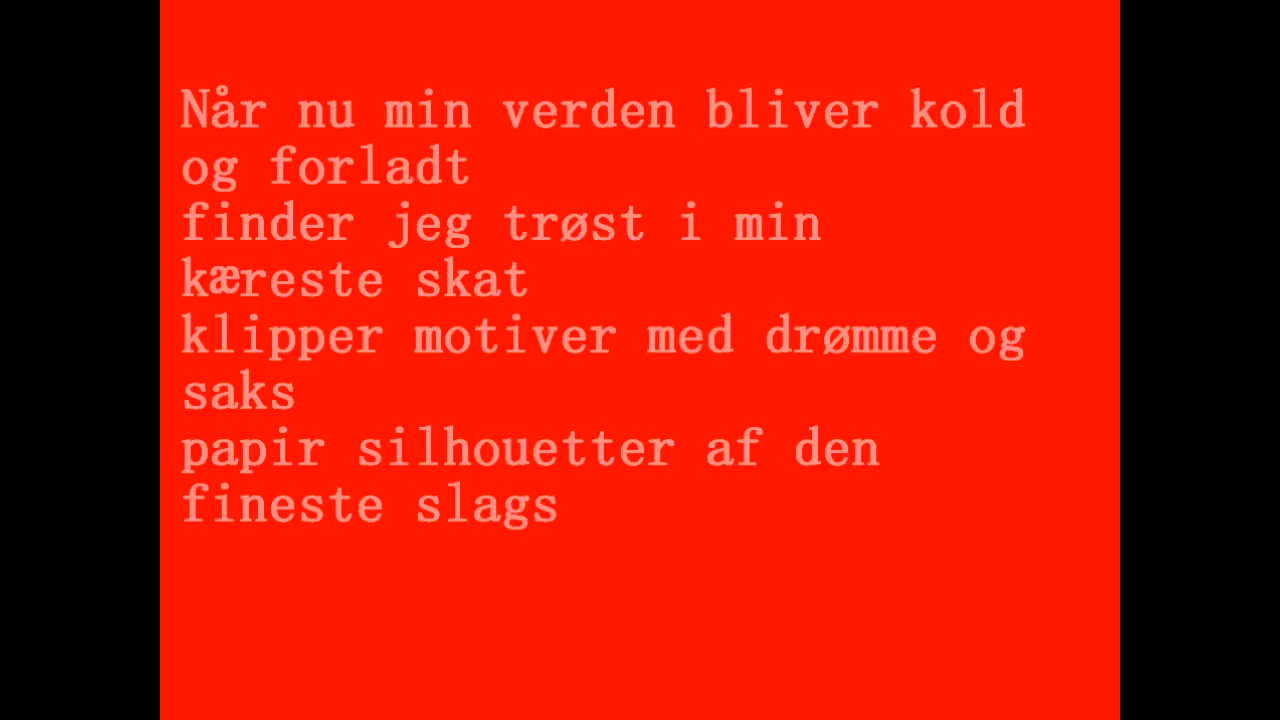 Når nu min verden bliver kold
og forladt
finder jeg trøst i min
kæreste skat
klipper motiver med drømme og
saks
papir silhouetter af den
fineste slags